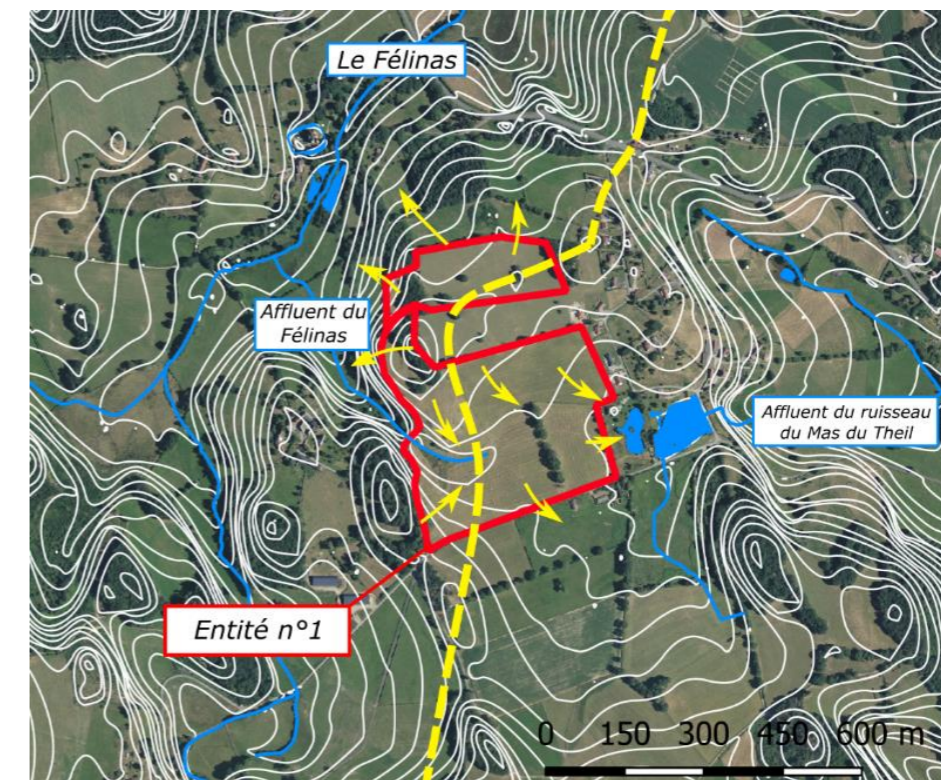 Le Félinas
Affluent du
Félinas
Affluent du ruisseau
du Mas du Theil
Entité n°1
0 150 300 450 600 m